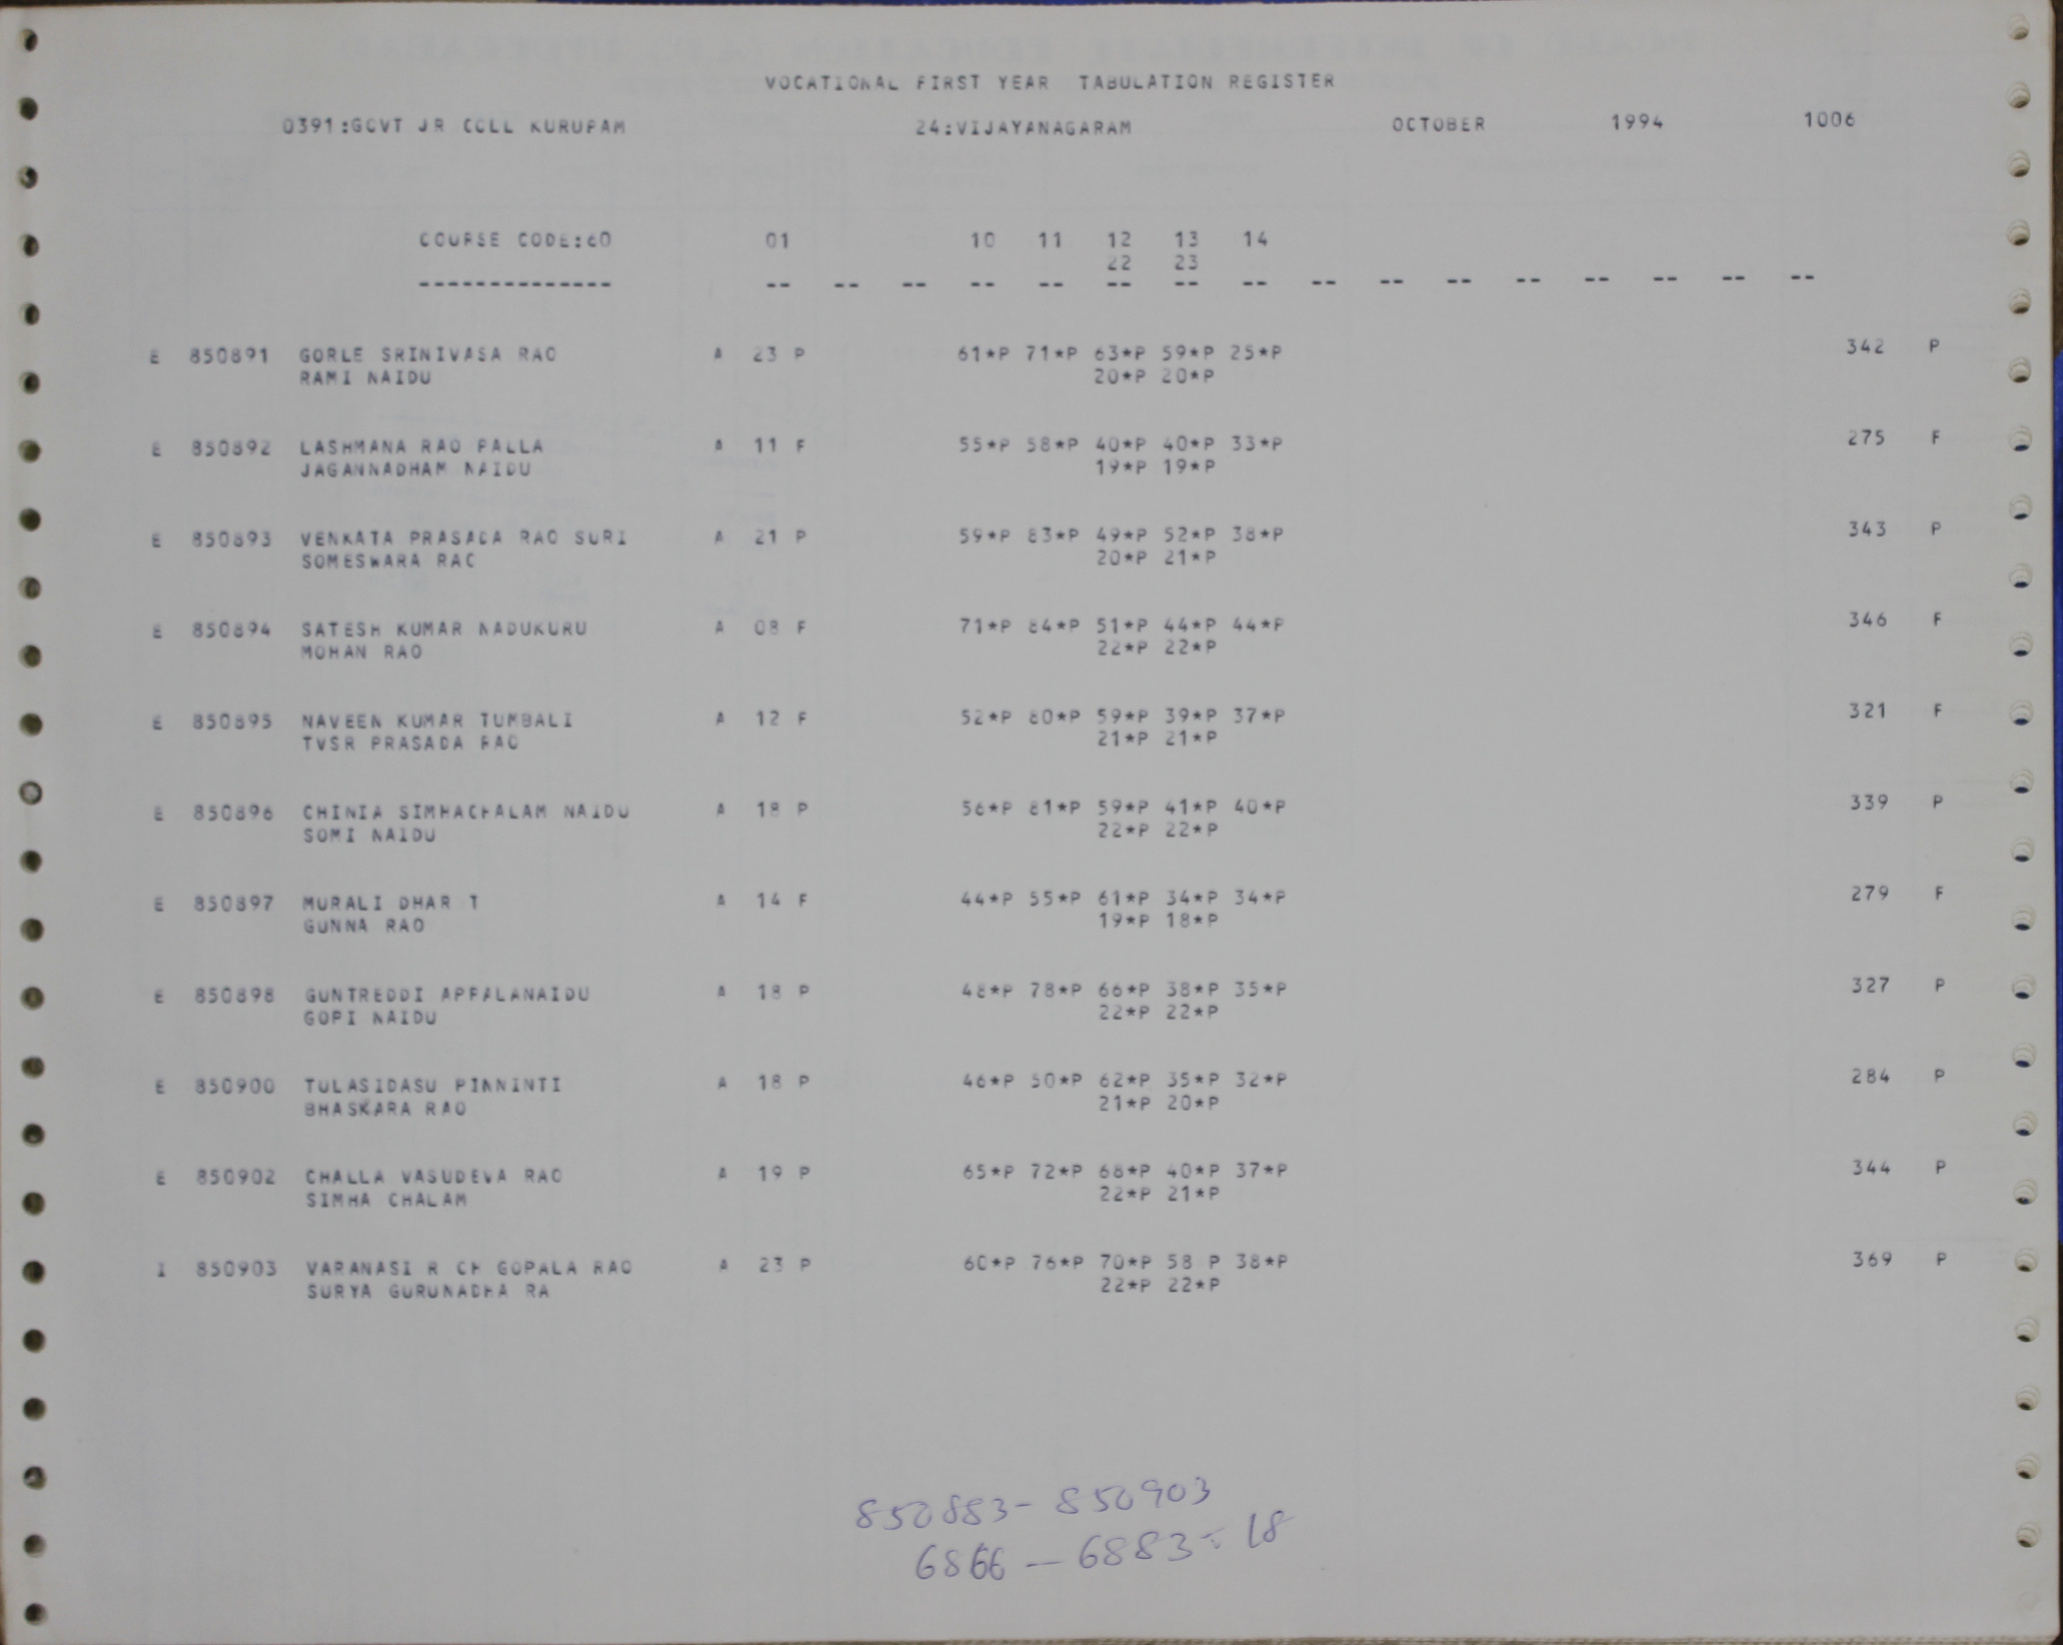 VOCATIONAL FIRST YEAR TABULATION REGISTER
0391:GOVT JR COLL KURUPAM 24:VIJAYANAGARAM OCTOBER 1994 1006
COURSE CODE:60 01 10 11 12 13 14
22 23
-------------- -- -- -- -- -- -- -- -- -- -- -- -- -- -- -- --
E 850891 GORLE SRINIVASA RAO A 23 P 61*P 71*P 63*P 59*P 25*P 342 P
RAMI NAIDU 20*P 20*P
E 850892 LASHMANA RAO PALLA A 11 F 55*P 58*P 40*P 40*P 33*P 275 F
JAGANNADHAM NAIDU 19*P 19*P
E 850893 VENKATA PRASADA RAO SURI A 21 P 59*P 83*P 49*P 52*P 38*P 343 P
SOMESWARA RAO 20*P 21*P
E 850894 SATESH KUMAR NADUKURU A 08 F 71*P 84*P 51*P 44*P 44*P 346 F
MOHAN RAO 22*P 22*P
E 850895 NAVEEN KUMAR TUMBALI A 12 F 52*P 80*P 59*P 39*P 37*P 321 F
TVSR PRASADA RAO 21*P 21*P
E 850896 CHINIA SIMHACHALAM NAIDU A 18 P 56*P 81*P 59*P 41*P 40*P 339 P
SOMI NAIDU 22*P 22*P
E 850897 MURALI DHAR T A 14 F 44*P 55*P 61*P 34*P 34*P 279 F
GUNNA RAO 19*P 18*P
E 850898 GUNTREDDI APPALANAIDU A 18 P 48*P 78*P 66*P 38*P 35*P 327 P
GOPI NAIDU 22*P 22*P
E 850900 TULASIDASU PINNINTI A 18 P 46*P 50*P 62*P 35*P 32*P 284 P
BHASKARA RAO 21*P 20*P
E 850902 CHALLA VASUDEVA RAO A 19 P 65*P 72*P 68*P 40*P 37*P 344 P
SIMHA CHALAM 22*P 21*P
I 850903 VARANASI R CH GOPALA RAO A 23 P 60*P 76*P 70*P 58 P 38*P 369 P
SURYA GURUNADHA RA 22*P 22*P
850883- 850903
6866 - 6883 = 18